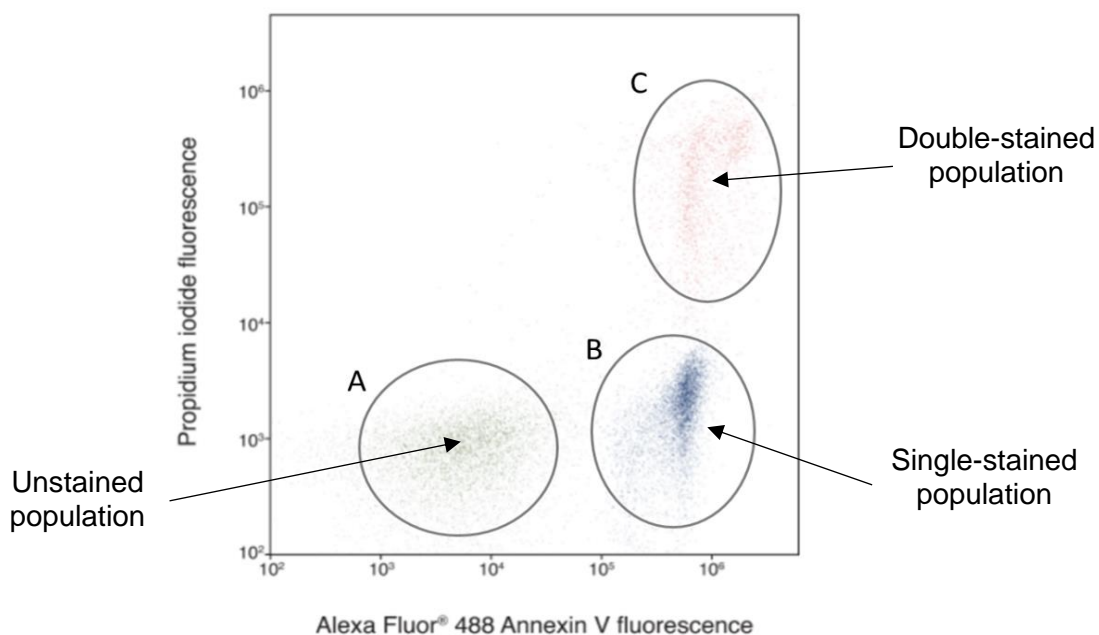 C
10⁶
Double-stained
population
Propidium iodide fluorescence
10⁵
10⁴
B
A
10³
Unstained
population
Single-stained
population
10²
10² 10³ 10⁴ 10⁵ 10⁶
Alexa Fluor® 488 Annexin V fluorescence